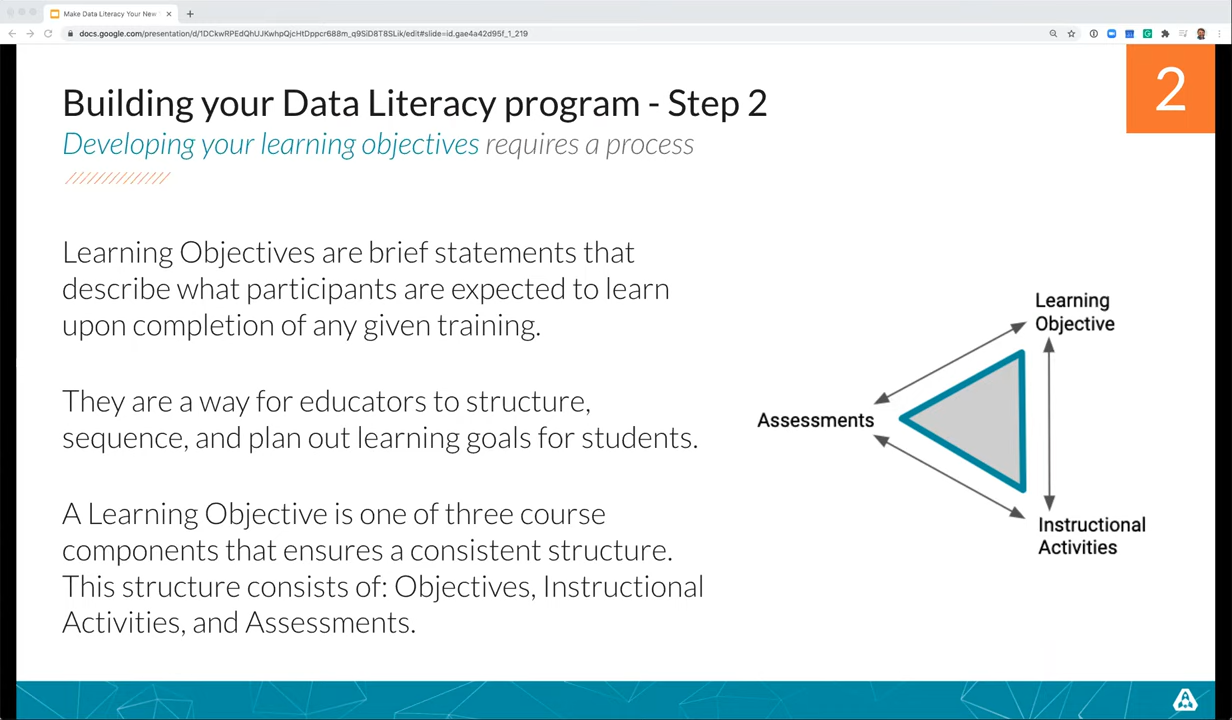 Make Data Literacy Your New
docs.google.com/presentation/d/1DCkwRPEdQhUJKwhpQjcHtDppcr688m_q9SiD8T8SLik/edit#slide=id.gae4a42d95f_1_219
2
Building your Data Literacy program - Step 2
Developing your learning objectives requires a process
Learning Objectives are brief statements that
describe what participants are expected to learn
upon completion of any given training.
They are a way for educators to structure,
sequence, and plan out learning goals for students.
A Learning Objective is one of three course
components that ensures a consistent structure.
This structure consists of: Objectives, Instructional
Activities, and Assessments.
Learning
Objective
Assessments
Instructional
Activities